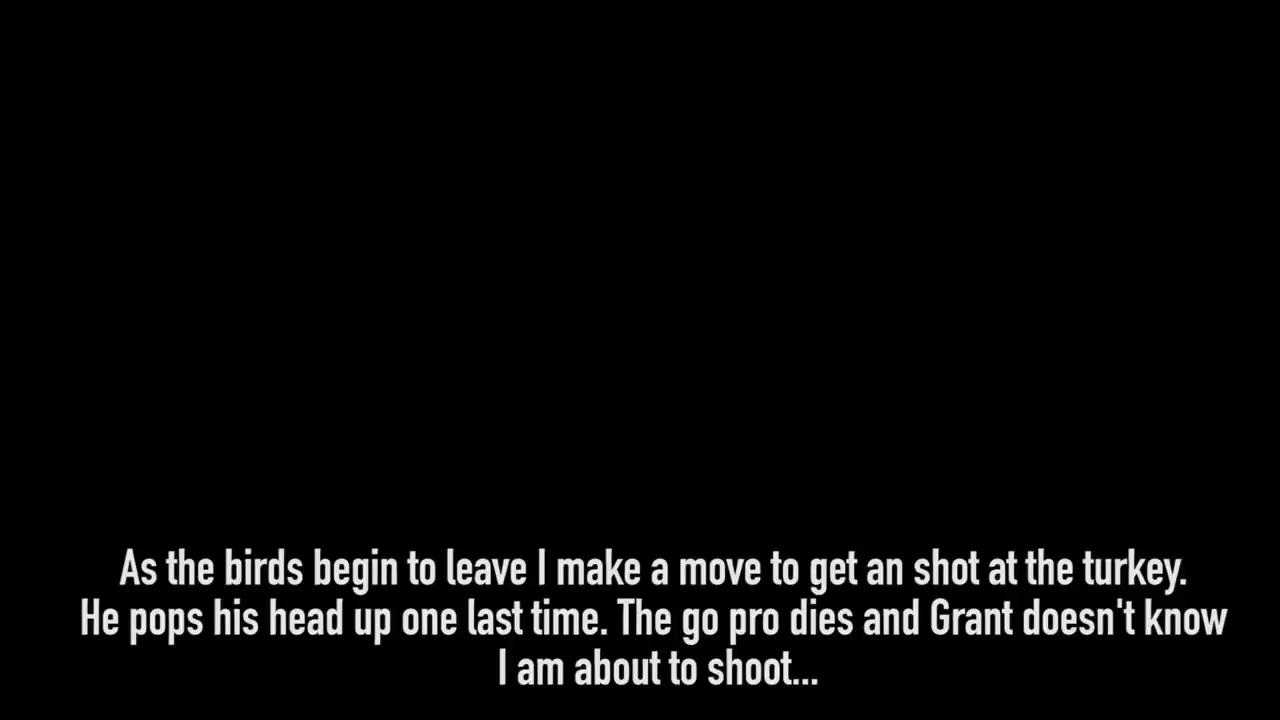 As the birds begin to leave I make a move to get an shot at the turkey.
He pops his head up one last time. The go pro dies and Grant doesn't know
I am about to shoot...